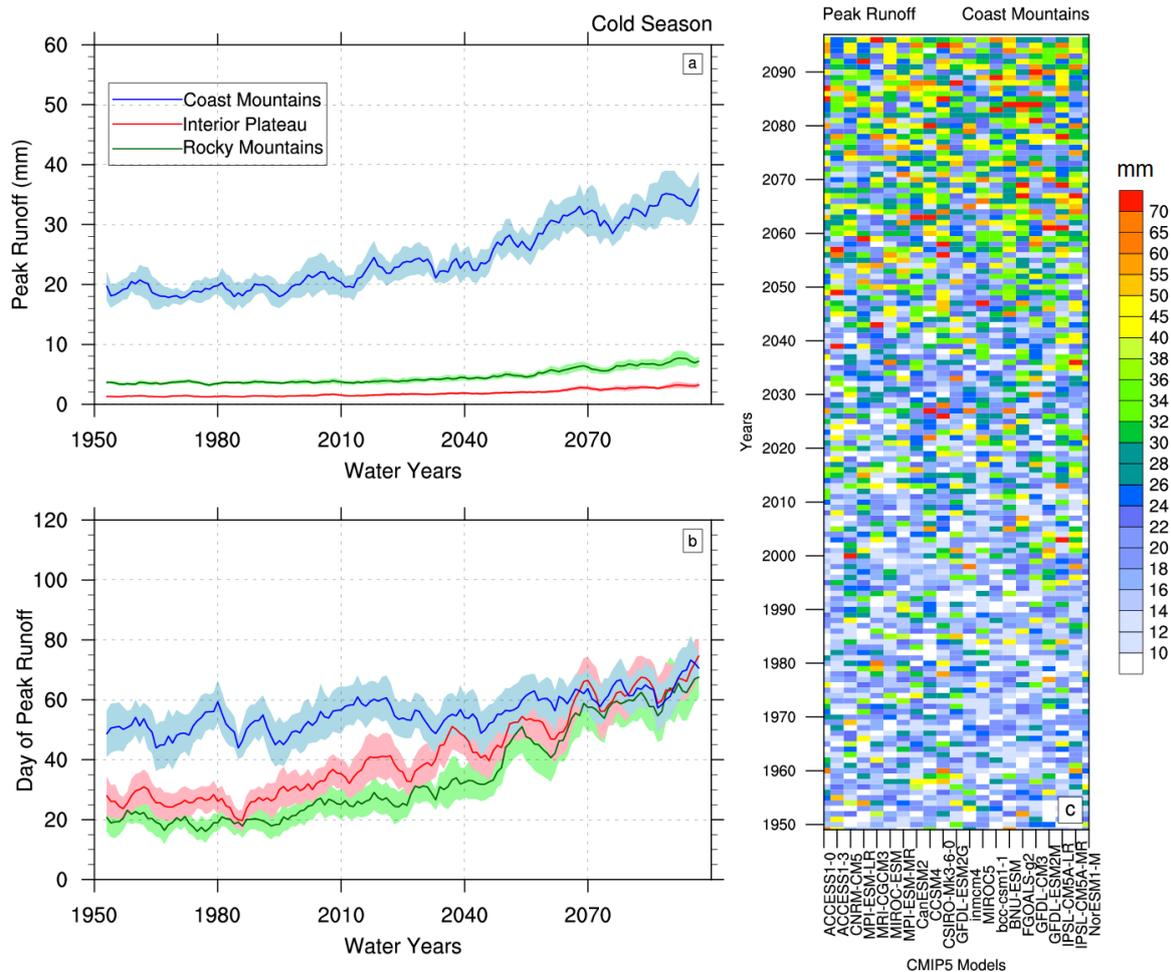 Cold Season
60
50
40
30
20
10
0
Peak Runoff (mm)
a
Coast Mountains
Interior Plateau
Rocky Mountains
1950
1980
2010
2040
2070
Water Years
120
100
80
60
40
20
0
Day of Peak Runoff
b
1950
1980
2010
2040
2070
Water Years
Peak Runoff Coast Mountains
2090
2080
2070
2060
2050
2040
2030
2020
2010
2000
1990
1980
1970
1960
1950
Years
c
ACCESS1-0
ACCESS1-3
CNRM-CM5
MPI-ESM-LR
MRI-CGCM3
MIROC-ESM
MPI-ESM-MR
CanESM2
CCSM4
CSIRO-Mk3-6-0
GFDL-ESM2G
inmcm4
MIROC5
bcc-csm1-1
BNU-ESM
FGOALS-g2
GFDL-CM3
GFDL-ESM2M
IPSL-CM5A-LR
IPSL-CM5A-MR
NorESM1-M
CMIP5 Models
mm
70
65
60
55
50
45
40
38
36
34
32
30
28
26
24
22
20
18
16
14
12
10